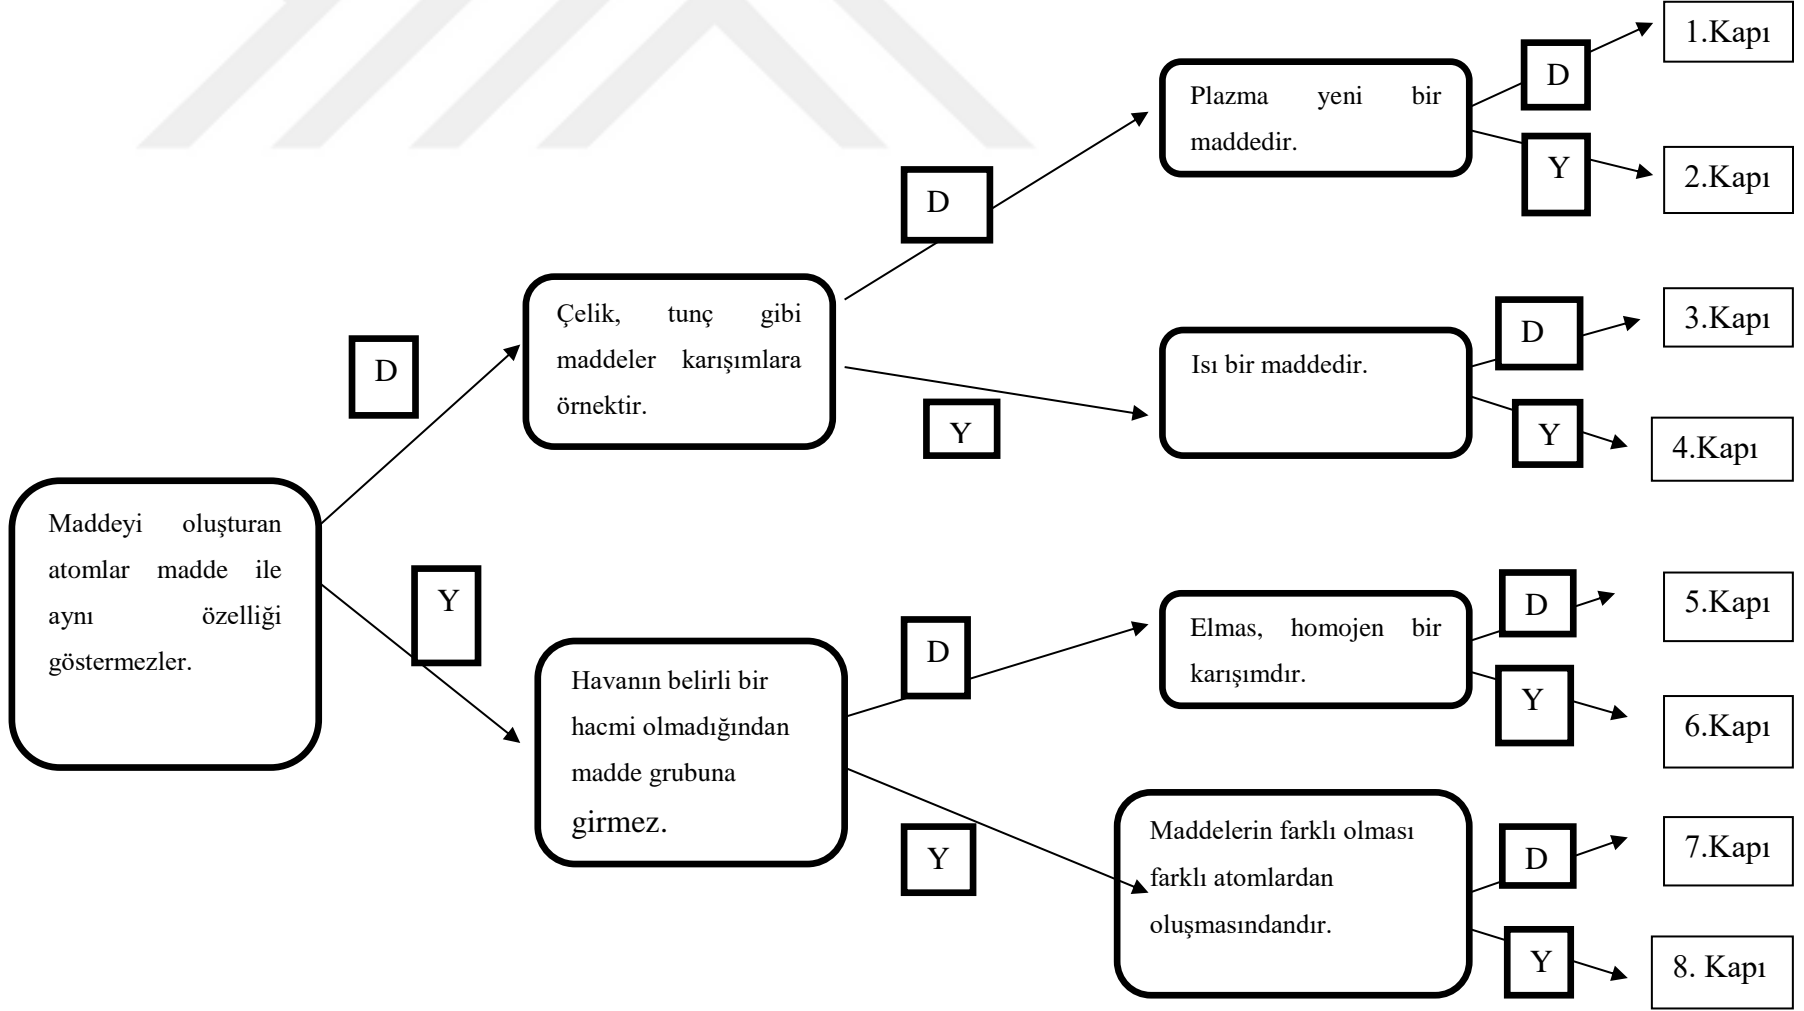 Maddeyi oluşturan
atomlar madde ile
aynı özelliği
göstermezler.
D
Y
Çelik, tunç gibi
maddeler karışımlara
örnektir.
D
Y
Havanın belirli bir
hacmi olmadığından
madde grubuna
girmez.
D
Y
Plazma yeni bir
maddedir.
D
Y
1.Kapı
2.Kapı
Isı bir maddedir.
D
Y
3.Kapı
4.Kapı
Elmas, homojen bir
karışımdır.
D
Y
5.Kapı
6.Kapı
Maddelerin farklı olması
farklı atomlardan
oluşmasındandır.
D
Y
7.Kapı
8. Kapı